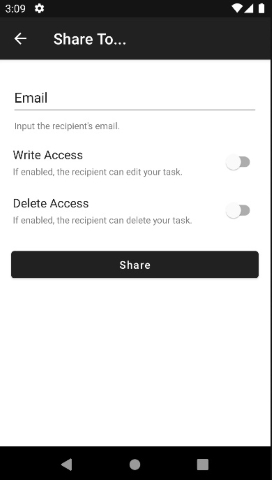 3:09
Share To...
Email
Input the recipient's email.
Write Access
If enabled, the recipient can edit your task.
Delete Access
If enabled, the recipient can delete your task.
Share